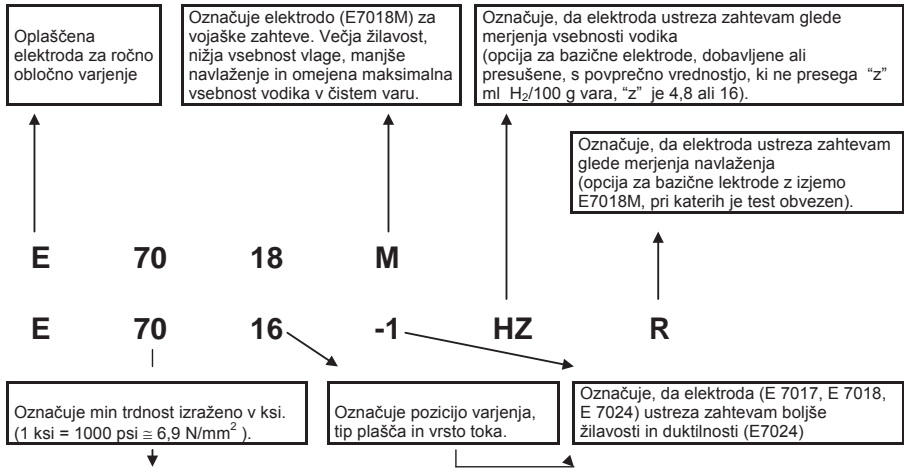 Oplaščena
elektroda za ročno
obločno varjenje
Označuje elektrodo (E7018M) za
vojaške zahteve. Večja žilavost,
nižja vsebnost vlage, manjše
navlaženje in omejena maksimalna
vsebnost vodika v čistem varu.
Označuje, da elektroda ustreza zahtevam glede
merjenja vsebnosti vodika
(opcija za bazične elektrode, dobavljene ali
presušene, s povprečno vrednostjo, ki ne presega “z”
ml H₂/100 g vara, “z” je 4,8 ali 16).
Označuje, da elektroda ustreza zahtevam
glede merjenja navlaženja
(opcija za bazične lektrode z izjemo
E7018M, pri katerih je test obvezen).
E 70 18 M
E 70 16 -1 HZ R
Označuje min trdnost izraženo v ksi.
(1 ksi = 1000 psi ≅ 6,9 N/mm² ).
Označuje pozicijo varjenja,
tip plašča in vrsto toka.
Označuje, da elektroda (E 7017, E 7018,
E 7024) ustreza zahtevam boljše
žilavosti in duktilnosti (E7024)